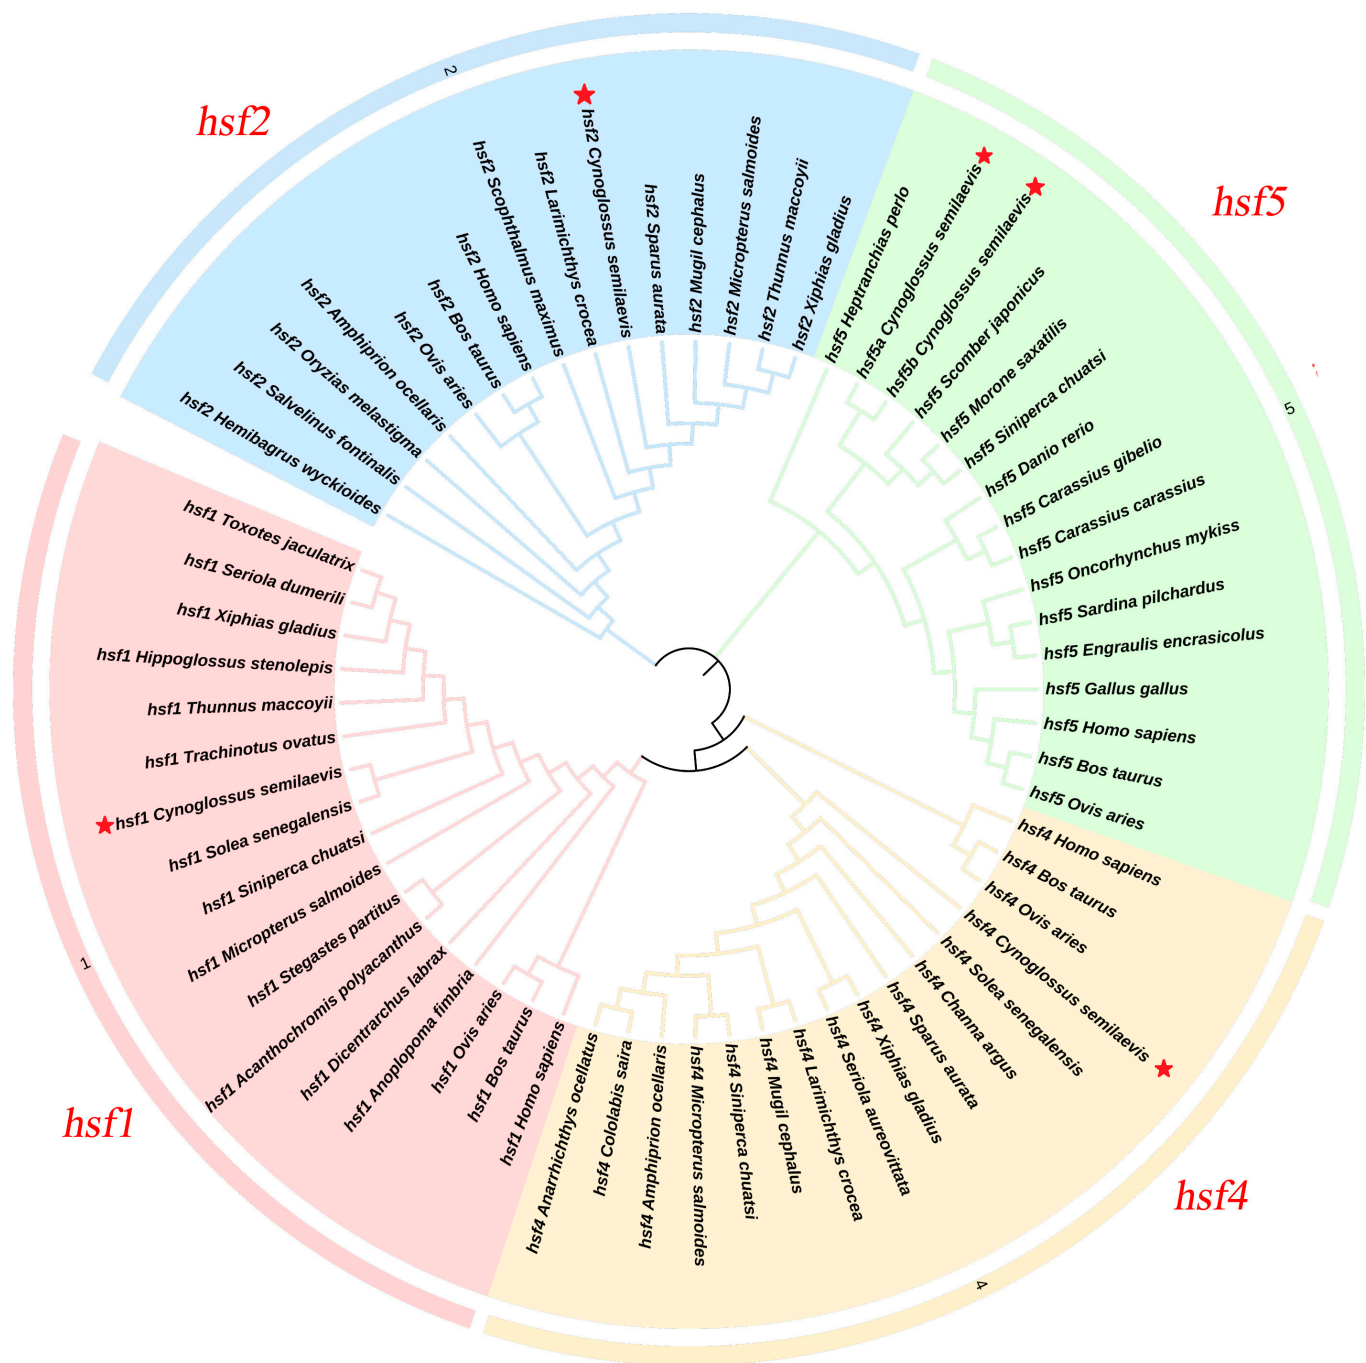 2
hsf2
hsf2 Hemibagrus wyckioides
hsf2 Salvelinus fontinalis
hsf2 Oryzias melastigma
hsf2 Amphiprion ocellaris
hsf2 Ovis aries
hsf2 Bos taurus
hsf2 Homo sapiens
hsf2 Scophthalmus maximus
hsf2 Larimichthys crocea
hsf2 Cynoglossus semilaevis
hsf2 Sparus aurata
hsf2 Mugil cephalus
hsf2 Micropterus salmoides
hsf2 Thunnus maccoyii
hsf2 Xiphias gladius
hsf5
5
hsf5 Heptranchias perlo
hsf5a Cynoglossus semilaevis
hsf5b Cynoglossus semilaevis
hsf5 Scomber japonicus
hsf5 Morone saxatilis
hsf5 Siniperca chuatsi
hsf5 Danio rerio
hsf5 Carassius gibelio
hsf5 Carassius carassius
hsf5 Oncorhynchus mykiss
hsf5 Sardina pilchardus
hsf5 Engraulis encrasicolus
hsf5 Gallus gallus
hsf5 Homo sapiens
hsf5 Bos taurus
hsf5 Ovis aries
hsf4 Homo sapiens
hsf4 Bos taurus
hsf4 Ovis aries
hsf4 Cynoglossus semilaevis
hsf4 Solea senegalensis
hsf4 Channa argus
hsf4 Sparus aurata
hsf4 Xiphias gladius
hsf4 Seriola aureovittata
hsf4 Larimichthys crocea
hsf4 Mugil cephalus
hsf4 Siniperca chuatsi
hsf4 Micropterus salmoides
hsf4 Amphiprion ocellaris
hsf4 Cololabis saira
hsf4 Anarrhichthys ocellatus
hsf4
4
hsf1 Homo sapiens
hsf1 Bos taurus
hsf1 Ovis aries
hsf1 Anoplopoma fimbria
hsf1 Dicentrarchus labrax
hsf1 Acanthochromis polyacanthus
hsf1 Stegastes partitus
hsf1 Micropterus salmoides
hsf1 Siniperca chuatsi
hsf1 Solea senegalensis
hsf1 Cynoglossus semilaevis
hsf1 Trachinotus ovatus
hsf1 Thunnus maccoyii
hsf1 Hippoglossus stenolepis
hsf1 Xiphias gladius
hsf1 Seriola dumerili
hsf1 Toxotes jaculatrix
1
hsf1